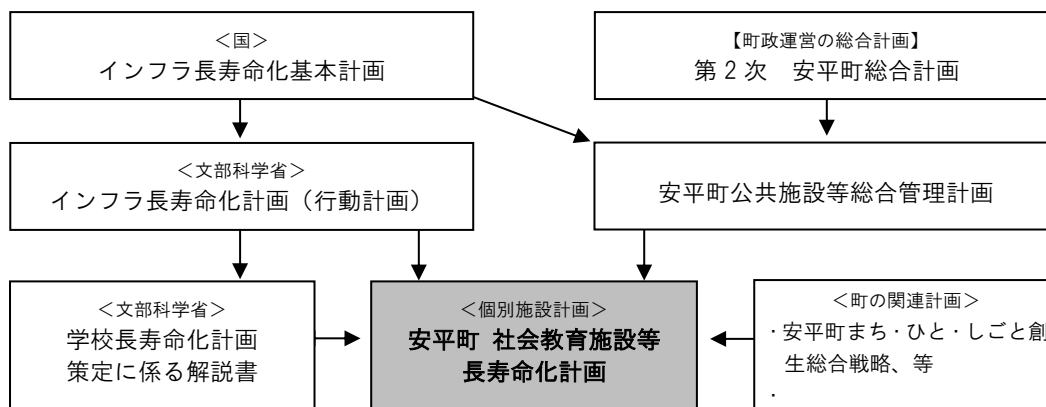 ＜国＞
インフラ長寿命化基本計画
【町政運営の総合計画】
第２次　安平町総合計画
＜文部科学省＞
インフラ長寿命化計画（行動計画）
安平町公共施設等総合管理計画
＜文部科学省＞
学校長寿命化計画
策定に係る解説書
＜個別施設計画＞
安平町 社会教育施設等
長寿命化計画
＜町の関連計画＞
・安平町まち・ひと・しごと創
生総合戦略、等
・